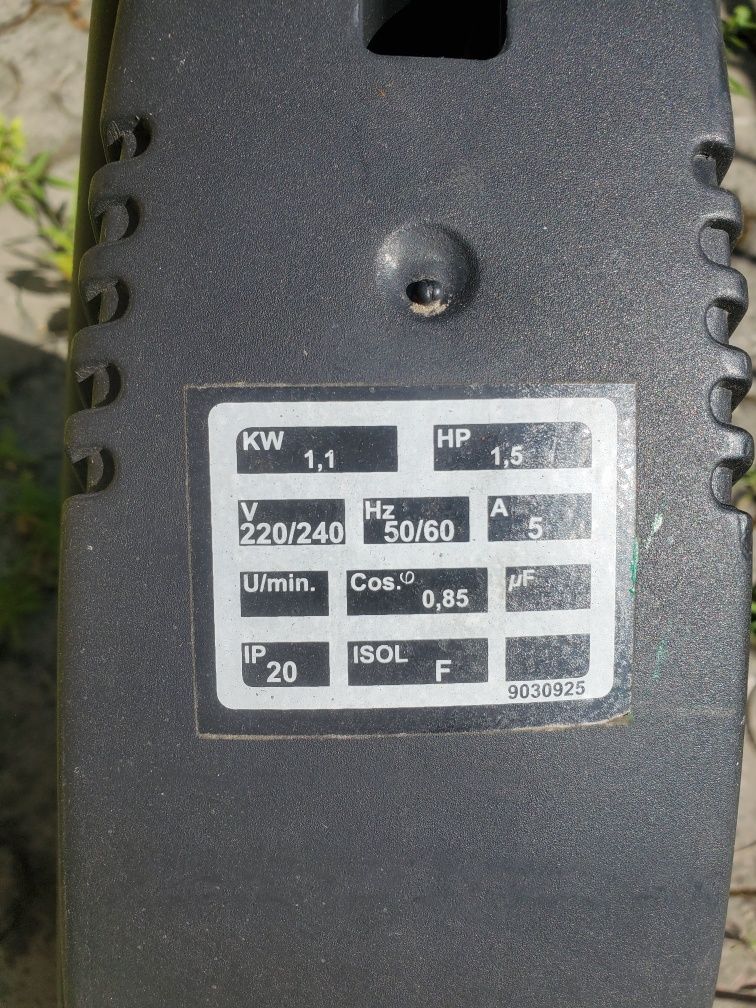 KW 1,1 HP 1,5
V 220/240 Hz 50/60 A 5
U/min. Cos.φ 0,85 µF
IP 20 ISOL F
9030925